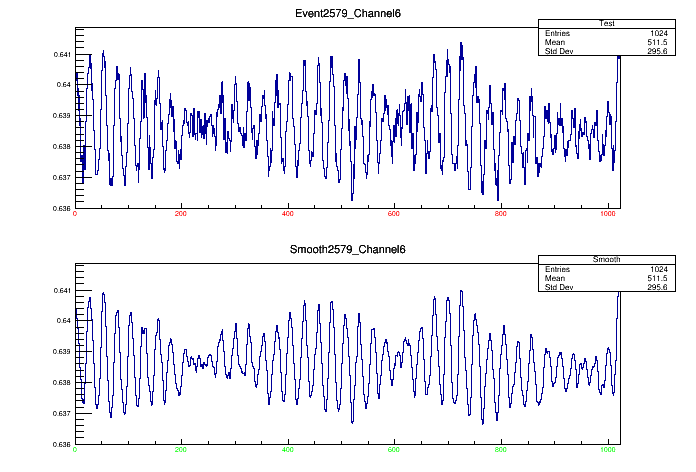 Event2579_Channel6
Test
Entries 1024
Mean 511.5
Std Dev 295.6
0.641
0.64
0.639
0.638
0.637
0.636
0 200 400 600 800 1000
Smooth2579_Channel6
Smooth
Entries 1024
Mean 511.5
Std Dev 295.6
0.641
0.64
0.639
0.638
0.637
0.636
0 200 400 600 800 1000